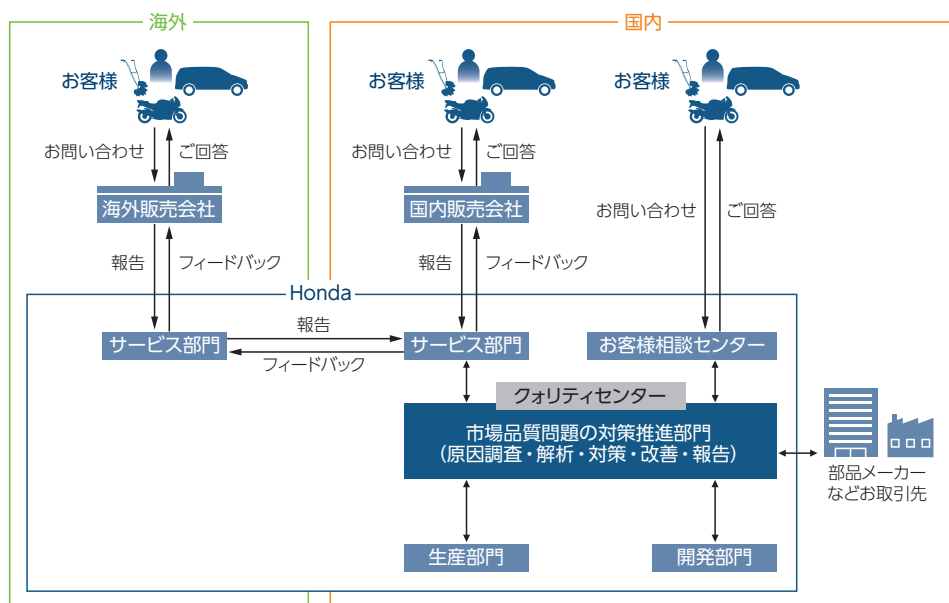 海外
国内
お客様
お客様
お客様
お問い合わせ
ご回答
お問い合わせ
ご回答
海外販売会社
国内販売会社
お問い合わせ
ご回答
報告
フィードバック
報告
フィードバック
Honda
サービス部門
報告
フィードバック
サービス部門
お客様相談センター
クォリティセンター
市場品質問題の対策推進部門
（原因調査・解析・対策・改善・報告）
部品メーカー
などお取引先
生産部門
開発部門